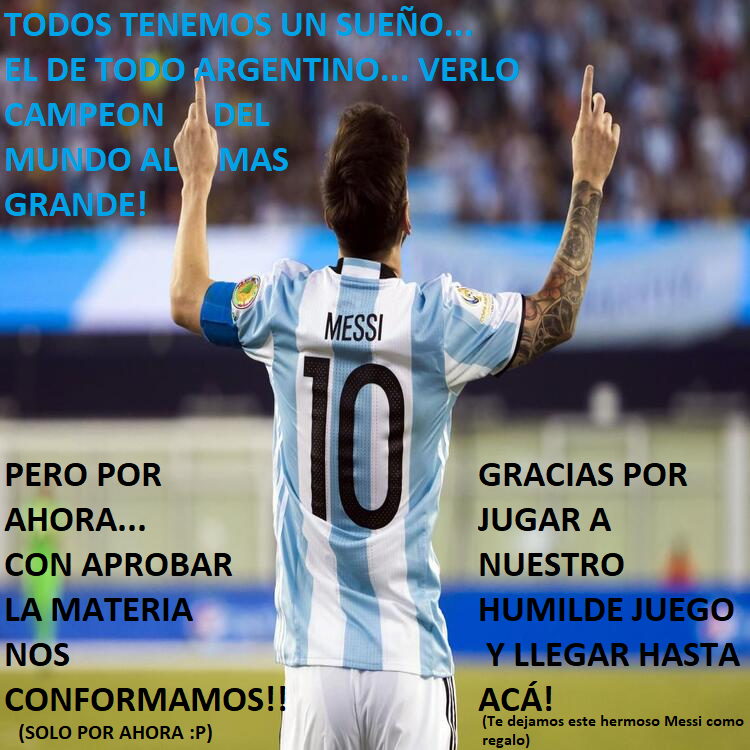 TODOS TENEMOS UN SUEÑO...
EL DE TODO ARGENTINO... VERLO
CAMPEON DEL
MUNDO AL MAS
GRANDE!
MESSI
10
PERO POR
AHORA...
CON APROBAR
LA MATERIA
NOS
CONFORMAMOS!!
(SOLO POR AHORA :P)
GRACIAS POR
JUGAR A
NUESTRO
HUMILDE JUEGO
Y LLEGAR HASTA
ACÁ!
(Te dejamos este hermoso Messi como
regalo)